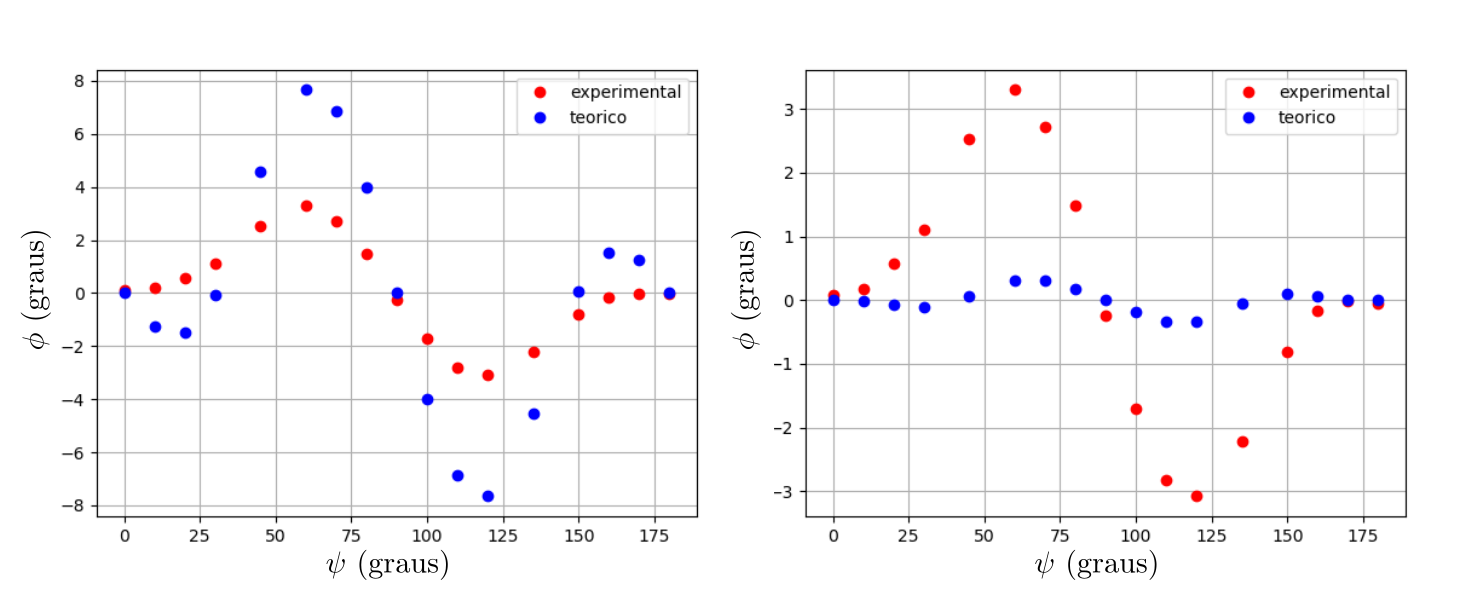 experimental
teorico
8
6
4
2
0
−2
−4
−6
−8
ϕ (graus)
0 25 50 75 100 125 150 175
ψ (graus)
experimental
teorico
3
2
1
0
−1
−2
−3
ϕ (graus)
0 25 50 75 100 125 150 175
ψ (graus)